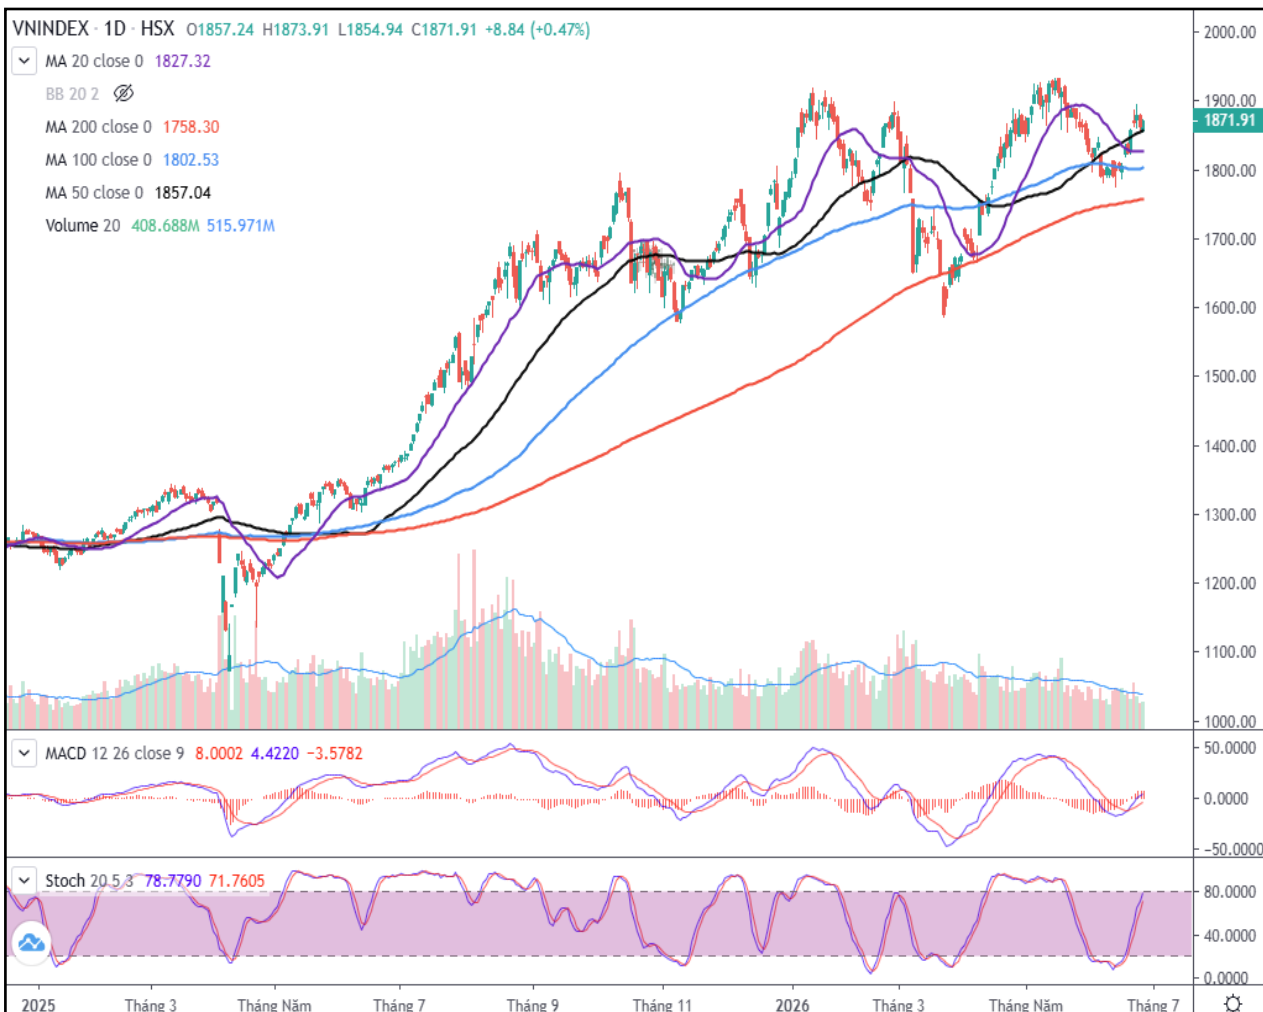 VNINDEX · 1D · HSX O1857.24 H1873.91 L1854.94 C1871.91 +8.84 (+0.47%)
MA 20 close 0 1827.32
BB 20 2
MA 200 close 0 1758.30
MA 100 close 0 1802.53
MA 50 close 0 1857.04
Volume 20 408.688M 515.971M
2000.00
1900.00
1871.91
1800.00
1700.00
1600.00
1500.00
1400.00
1300.00
1200.00
1100.00
1000.00
MACD 12 26 close 9 8.0002 4.4220 −3.5782
50.0000
0.0000
−50.0000
Stoch 20 5 3 78.7790 71.7605
80.0000
40.0000
0.0000
2025 Tháng 3 Tháng Năm Tháng 7 Tháng 9 Tháng 11 2026 Tháng 3 Tháng Năm Tháng 7